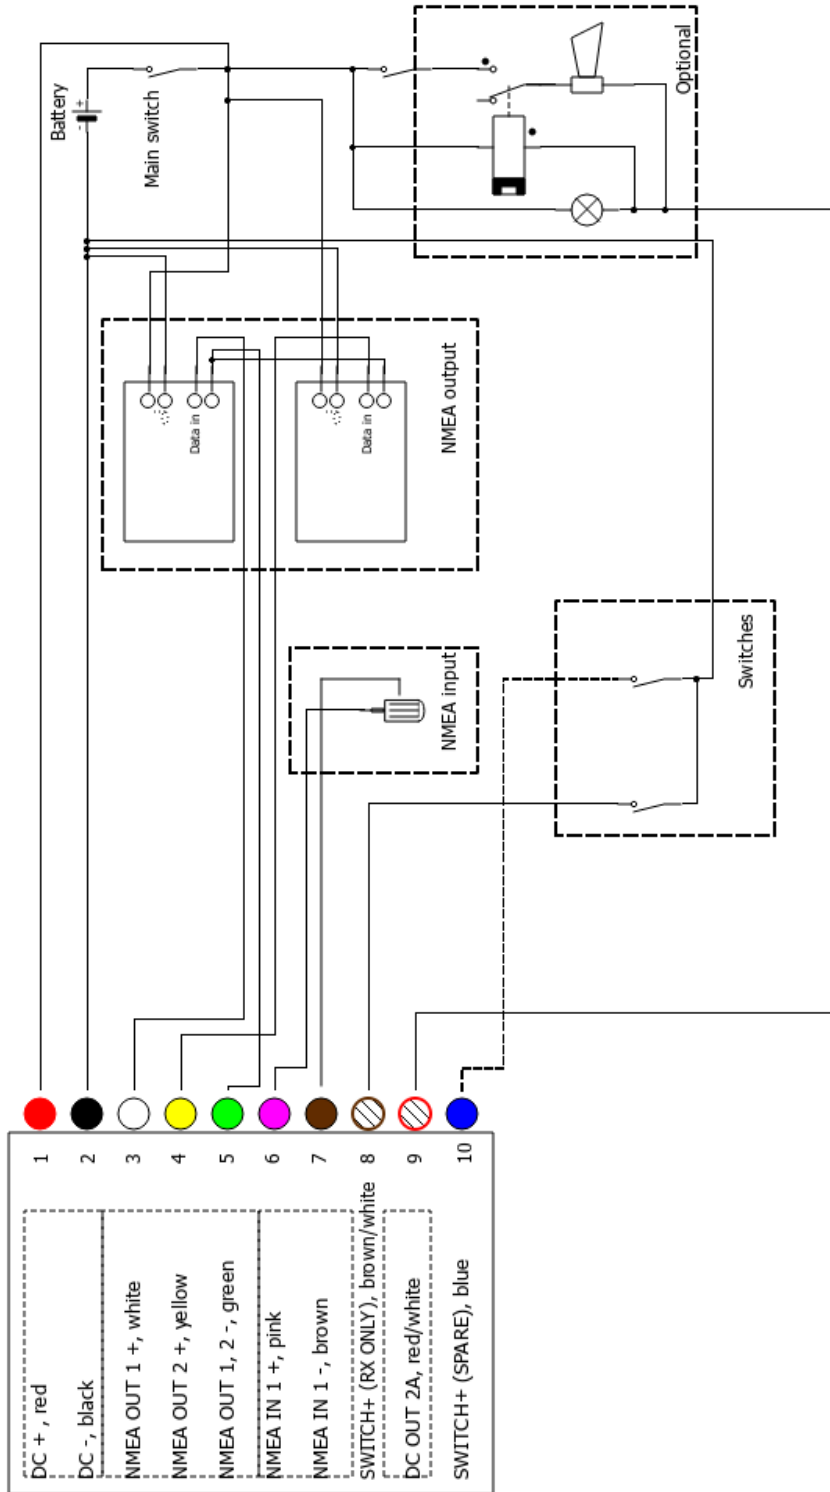 Battery
+
-
Main switch
Optional
Data in
Data in
NMEA output
NMEA input
Switches
1
2
3
4
5
6
7
8
9
10
DC + , red
DC -, black
NMEA OUT 1 +, white
NMEA OUT 2 +, yellow
NMEA OUT 1, 2 -, green
NMEA IN 1 +, pink
NMEA IN 1 -, brown
SWITCH+ (RX ONLY), brown/white
DC OUT 2A, red/white
SWITCH+ (SPARE), blue